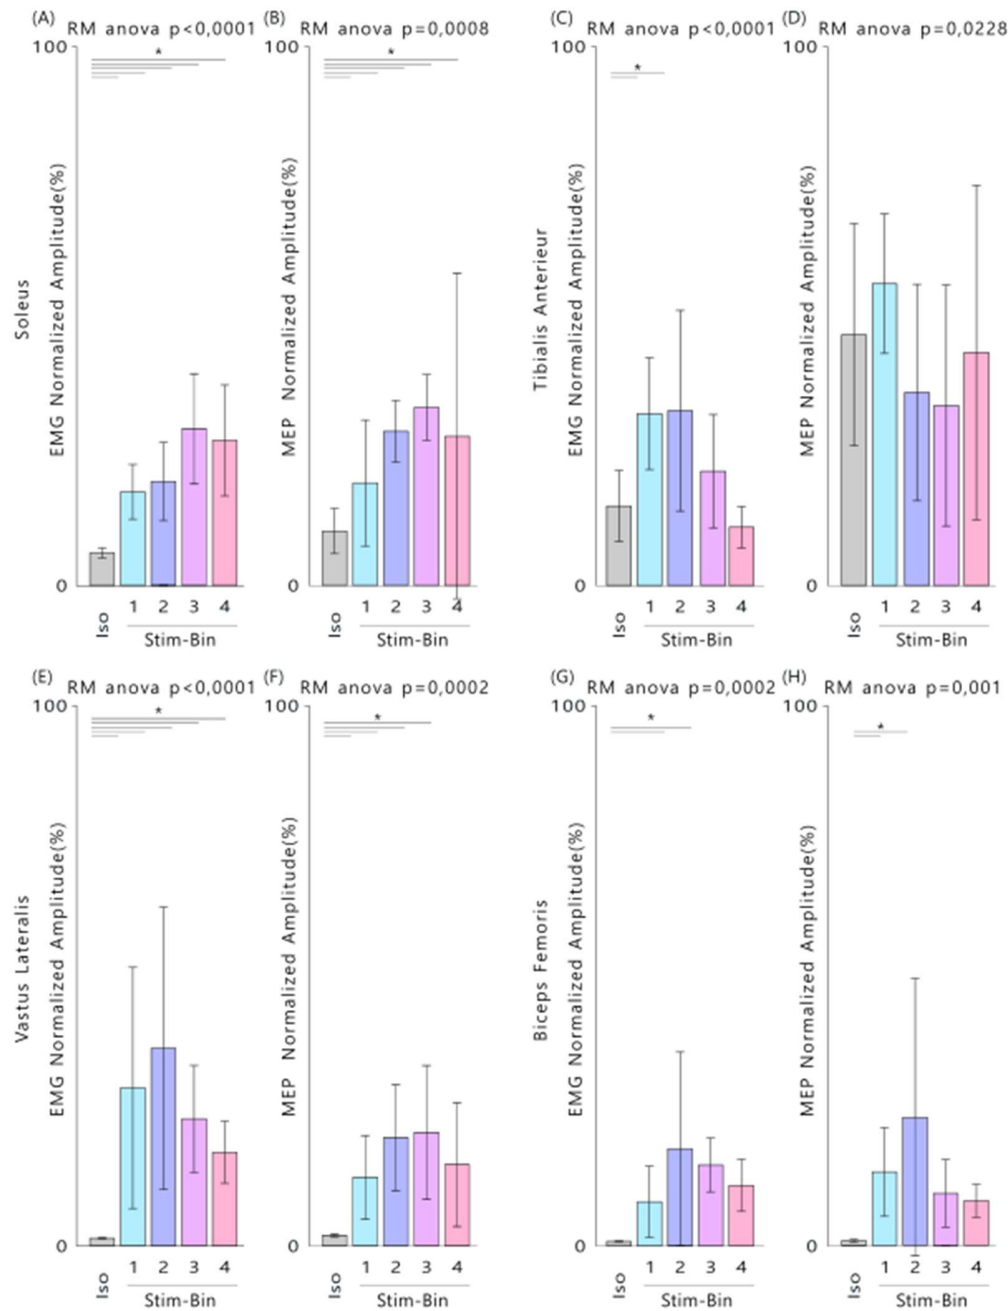 (A)
RM anova p<0,0001
(B)
RM anova p=0,0008
(C)
RM anova p<0,0001
(D)
RM anova p=0,0228
Soleus
EMG Normalized Amplitude(%)
100
*
0
Iso
1 2 3 4
Stim-Bin
MEP Normalized Amplitude(%)
100
*
0
Iso
1 2 3 4
Stim-Bin
Tibialis Anterieur
EMG Normalized Amplitude(%)
100
*
0
Iso
1 2 3 4
Stim-Bin
MEP Normalized Amplitude(%)
100
0
Iso
1 2 3 4
Stim-Bin
(E)
RM anova p<0,0001
(F)
RM anova p=0,0002
(G)
RM anova p=0,0002
(H)
RM anova p=0,001
Vastus Lateralis
EMG Normalized Amplitude(%)
100
*
0
Iso
1 2 3 4
Stim-Bin
MEP Normalized Amplitude(%)
100
*
0
Iso
1 2 3 4
Stim-Bin
Biceps Femoris
EMG Normalized Amplitude(%)
100
*
0
Iso
1 2 3 4
Stim-Bin
MEP Normalized Amplitude(%)
100
*
0
Iso
1 2 3 4
Stim-Bin